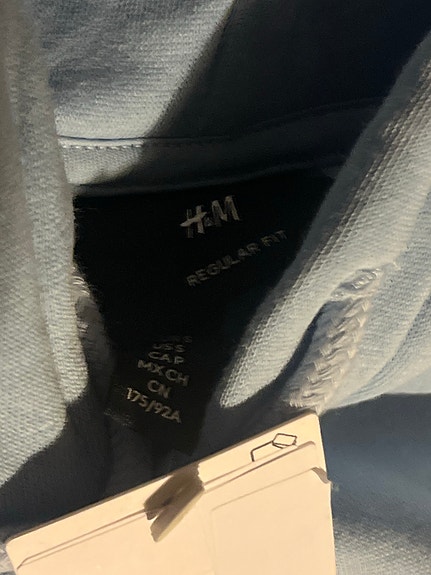 H&M
REGULAR FIT
US S
CA P
MX CH
CN
175/92A